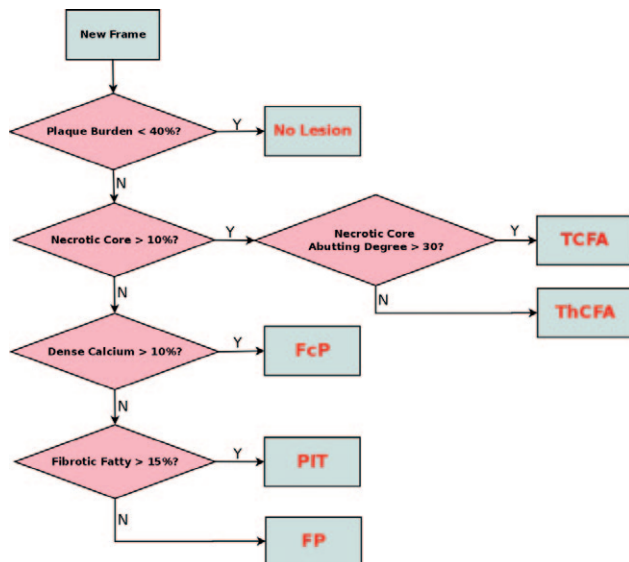 New Frame
Plaque Burden < 40%?
Y
No Lesion
N
Necrotic Core > 10%?
Y
Necrotic Core
Abutting Degree > 30?
Y
TCFA
N
N
ThCFA
Dense Calcium > 10%?
Y
FcP
N
Fibrotic Fatty > 15%?
Y
PIT
N
FP